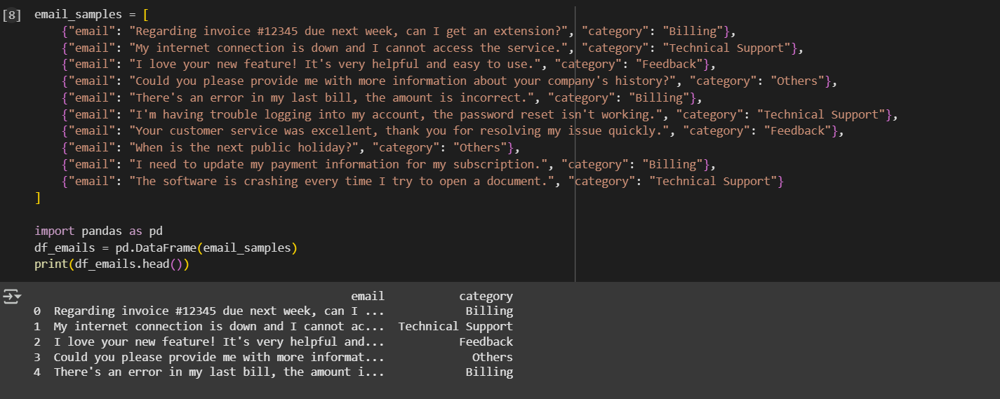 [8] email_samples = [
{"email": "Regarding invoice #12345 due next week, can I get an extension?", "category": "Billing"},
{"email": "My internet connection is down and I cannot access the service.", "category": "Technical Support"},
{"email": "I love your new feature! It's very helpful and easy to use.", "category": "Feedback"},
{"email": "Could you please provide me with more information about your company's history?", "category": "Others"},
{"email": "There's an error in my last bill, the amount is incorrect.", "category": "Billing"},
{"email": "I'm having trouble logging into my account, the password reset isn't working.", "category": "Technical Support"},
{"email": "Your customer service was excellent, thank you for resolving my issue quickly.", "category": "Feedback"},
{"email": "When is the next public holiday?", "category": "Others"},
{"email": "I need to update my payment information for my subscription.", "category": "Billing"},
{"email": "The software is crashing every time I try to open a document.", "category": "Technical Support"}
]
import pandas as pd
df_emails = pd.DataFrame(email_samples)
print(df_emails.head())
email category
0 Regarding invoice #12345 due next week, can I ... Billing
1 My internet connection is down and I cannot ac... Technical Support
2 I love your new feature! It's very helpful and... Feedback
3 Could you please provide me with more informat... Others
4 There's an error in my last bill, the amount i... Billing